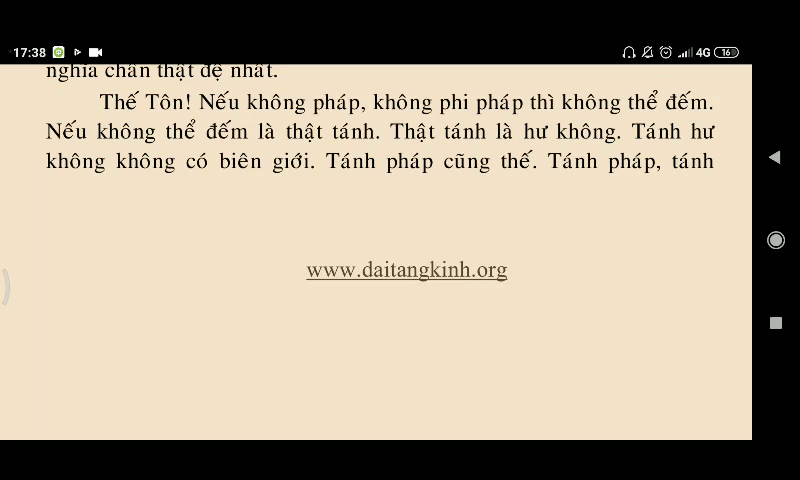 17:38
4G 16
nghĩa chân thật đệ nhất.
Thế Tôn! Nếu không pháp, không phi pháp thì không thể đếm.
Nếu không thể đếm là thật tánh. Thật tánh là hư không. Tánh hư
không không có biên giới. Tánh pháp cũng thế. Tánh pháp, tánh
www.daitangkinh.org